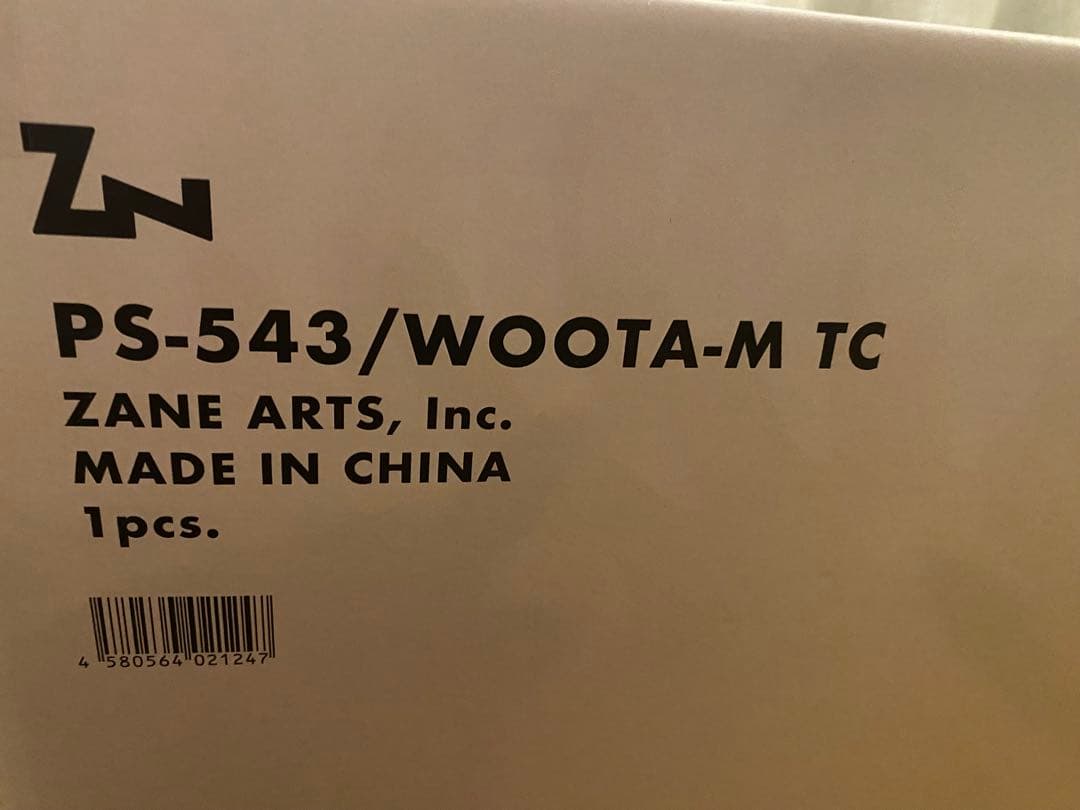 ZN
PS-543/WOOTA-M TC
ZANE ARTS, Inc.
MADE IN CHINA
1pcs.
4 580564 021247